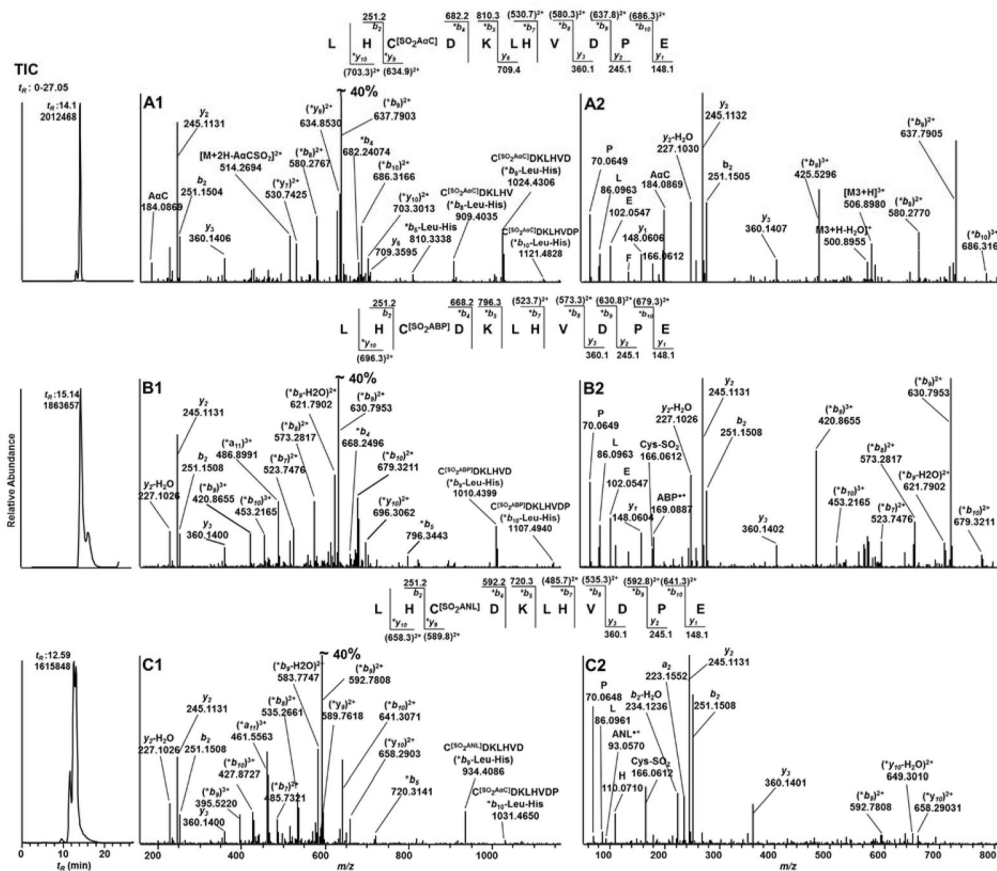 251.2 682.2 810.3 (530.7)2+ (580.3)2+ (637.8)2+ (686.3)2+
b2 *b4 *b5 *b7 *b8 *b9 *b10
L H C[SO2AαC] D K L H V D P E
*y10 *y9 y6 y3 y2 y1
(703.3)2+ (634.9)2+ 709.4 360.1 245.1 148.1
TIC
tR: 0-27.05
tR:14.1
2012468
A1
~ 40%
y2
245.1131
(*y9)2+
634.8530
(*b9)2+
637.7903
*b4
682.24074
[M+2H-AαCSO2]2+
514.2694
(*b8)2+
580.2767
(*b10)2+
686.3166
C[SO2AαC]DKLHVD
(*b9-Leu-His)
1024.4306
AαC
184.0869
b2
251.1504
(*y7)2+
530.7425
(*y10)2+
703.3013
C[SO2AαC]DKLHV
(*b8-Leu-His)
909.4035
y3
360.1406
y6
709.3595
*b5-Leu-His
810.3338
C[SO2AαC]DKLHVDP
(*b10-Leu-His)
1121.4828
A2
y2
245.1132
(*b9)2+
637.7905
y2-H2O
227.1030
P
70.0649
L
86.0963
AαC
184.0869
b2
251.1505
(*b9)3+
425.5296
E
102.0547
[M3+H]3+
506.8980
(*b8)2+
580.2770
y1
148.0606
y3
360.1407
M3+H-H2O]3+
500.8955
(*b10)3+
686.316
F
166.0612
251.2 668.2 796.3 (523.7)2+ (573.3)2+ (630.8)2+ (679.3)2+
b2 *b4 *b5 *b7 *b8 *b9 *b10
L H C[SO2ABP] D K L H V D P E
*y10 y3 y2 y1
(696.3)2+ 360.1 245.1 148.1
Relative Abundance
tR:15.14
1863657
B1
~ 40%
y2
245.1131
(*b9-H2O)2+
621.7902
(*b9)2+
630.7953
(*b8)2+
573.2817
*b4
668.2496
(*a11)3+
486.8991
b2
251.1508
(*b7)2+
523.7476
(*b10)2+
679.3211
C[SO2ABP]DKLHVD
(*b9-Leu-His)
1010.4399
(*b9)3+
420.8655
y2-H2O
227.1026
(*b10)3+
453.2165
(*y10)2+
696.3062
C[SO2ABP]DKLHVDP
(*b10-Leu-His)
1107.4940
y3
360.1400
*b5
796.3443
B2
y2
245.1131
(*b9)2+
630.7953
y2-H2O
227.1026
P
70.0649
L
86.0963
Cys-SO2
166.0612
b2
251.1508
(*b9)3+
420.8655
(*b8)2+
573.2817
E
102.0547
(*b9-H2O)2+
621.7902
y1
148.0604
ABP•+
169.0887
y3
360.1402
(*b10)3+
453.2165
(*b7)2+
523.7476
(*b10)2+
679.3211
251.2 592.2 720.3 (485.7)2+ (535.3)2+ (592.8)2+ (641.3)2+
b2 *b4 *b5 *b7 *b8 *b9 *b10
L H C[SO2ANL] D K L H V D P E
*y10 *y9 y3 y2 y1
(658.3)2+ (589.8)2+ 360.1 245.1 148.1
tR:12.59
1615848
C1
~ 40%
(*b9-H2O)2+
583.7747
(*b9)2+
592.7808
y2
245.1131
(*b8)2+
535.2661
(*y9)2+
589.7618
(*b10)2+
641.3071
y2-H2O
227.1026
b2
251.1508
(*a11)3+
461.5563
(*y10)2+
658.2903
C[SO2ANL]DKLHVD
(*b9-Leu-His)
934.4086
(*b10)3+
427.8727
(*b9)3+
395.5220
(*b7)2+
485.7321
*b5
720.3141
C[SO2AαC]DKLHVDP
*b10-Leu-His
1031.4650
y3
360.1400
C2
y2
245.1131
a2
223.1552
P
70.0648
b2-H2O
234.1236
b2
251.1508
L
86.0961
ANL•+
93.0570
Cys-SO2
166.0612
H
110.0710
y3
360.1401
(*y10-H2O)2+
649.3010
(*b9)2+
592.7808
(*y10)2+
658.29031
0 10 20
tR (min)
200 400 600 800 1000
m/z
100 200 300 400 500 600 700 800
m/z